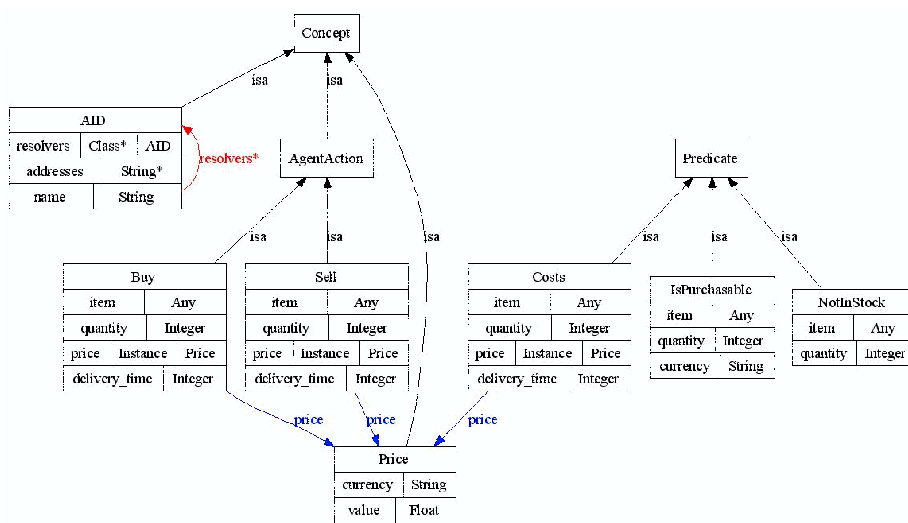 Concept
isa isa
AID
resolvers Class* AID
addresses String*
name String
resolvers*
AgentAction
Predicate
isa isa isa isa isa isa
Buy
item Any
quantity Integer
price Instance Price
delivery_time Integer
Sell
item Any
quantity Integer
price Instance Price
delivery_time Integer
Costs
item Any
quantity Integer
price Instance Price
delivery_time Integer
IsPurchasable
item Any
quantity Integer
currency String
NotInStock
item Any
quantity Integer
price price price
Price
currency String
value Float